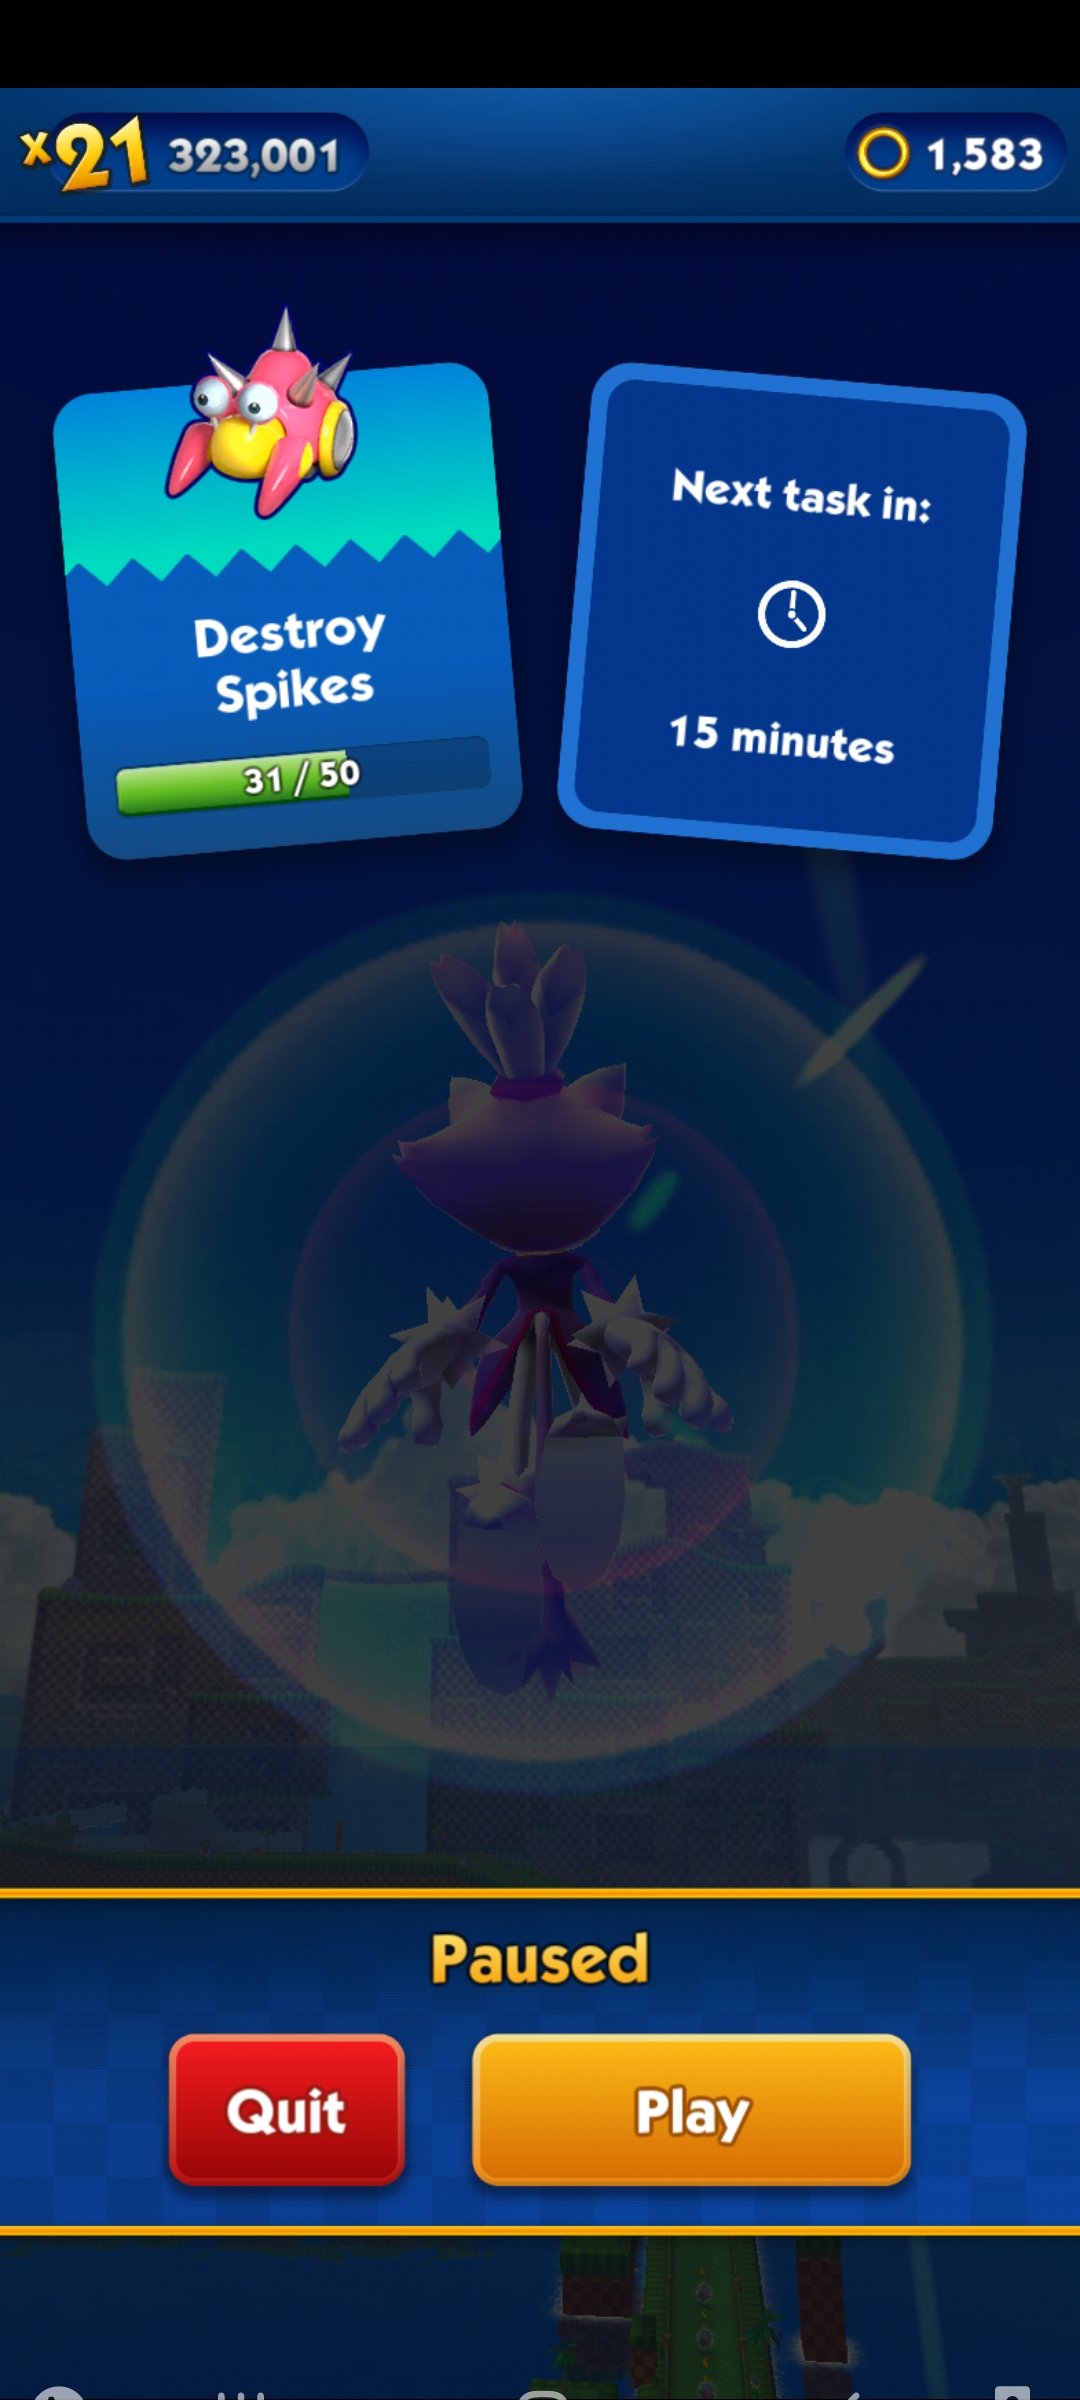 x21 323,001
1,583
Destroy
Spikes
31 / 50
Next task in:
15 minutes
Paused
Quit
Play